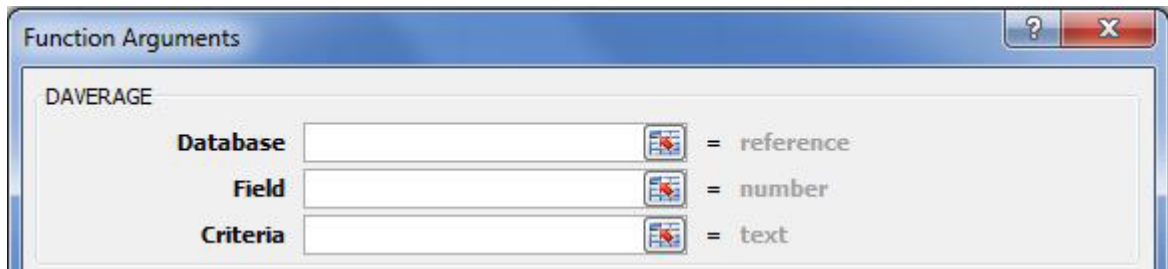 Function Arguments ? X
DAVERAGE
Database = reference
Field = number
Criteria = text